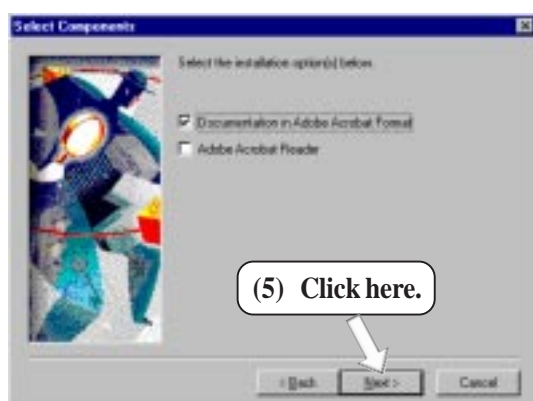 Select Components
Select the installation option(s) below.
Documentation in Adobe Acrobat Format
Adobe Acrobat Reader
(5) Click here.
< Back Next > Cancel